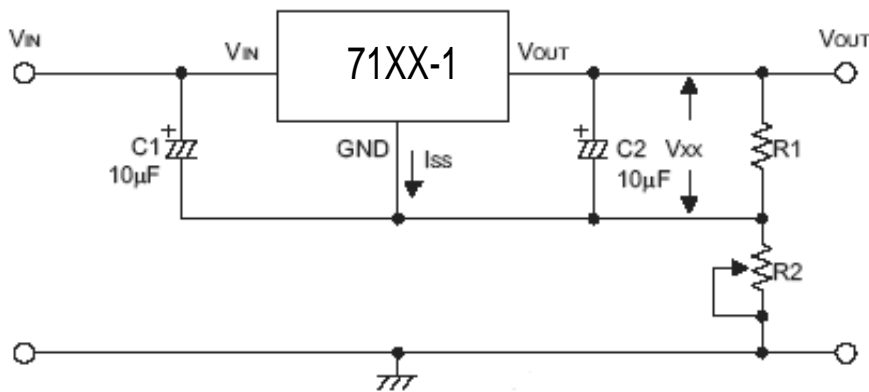 VIN
VIN
71XX-1
VOUT
VOUT
C1
10μF
GND
ISS
C2
10μF
VXX
R1
R2